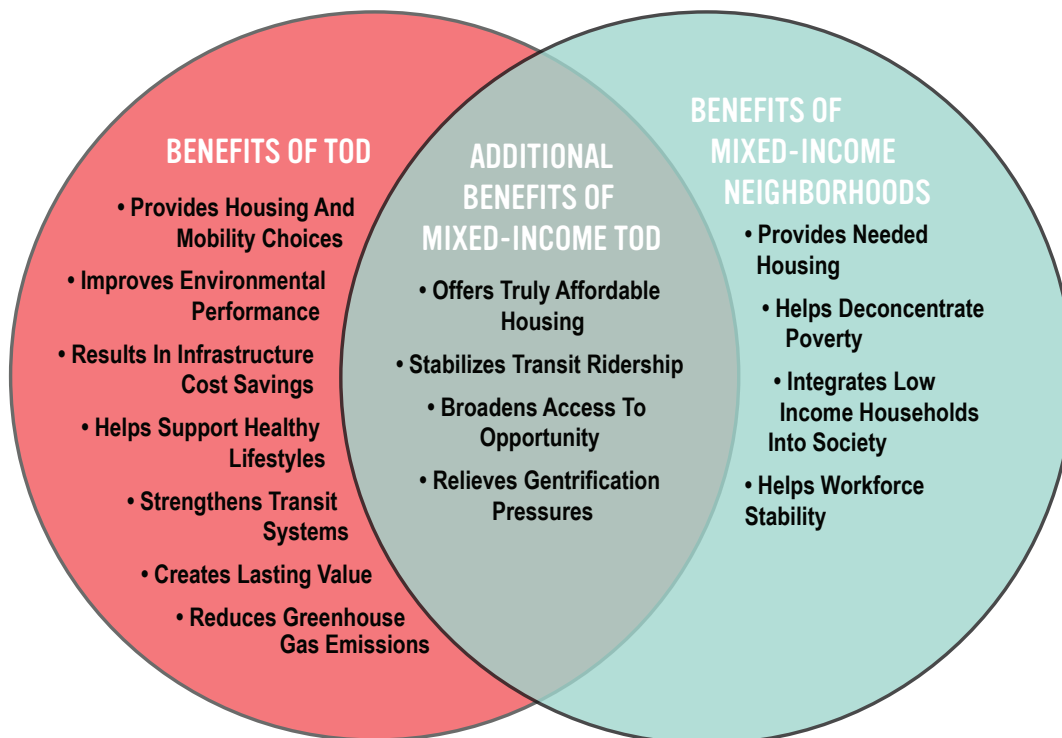 BENEFITS OF TOD
• Provides Housing And
Mobility Choices
• Improves Environmental
Performance
• Results In Infrastructure
Cost Savings
• Helps Support Healthy
Lifestyles
• Strengthens Transit
Systems
• Creates Lasting Value
• Reduces Greenhouse
Gas Emissions
ADDITIONAL
BENEFITS OF
MIXED-INCOME TOD
• Offers Truly Affordable
Housing
• Stabilizes Transit Ridership
• Broadens Access To
Opportunity
• Relieves Gentrification
Pressures
BENEFITS OF
MIXED-INCOME
NEIGHBORHOODS
• Provides Needed
Housing
• Helps Deconcentrate
Poverty
• Integrates Low
Income Households
Into Society
• Helps Workforce
Stability